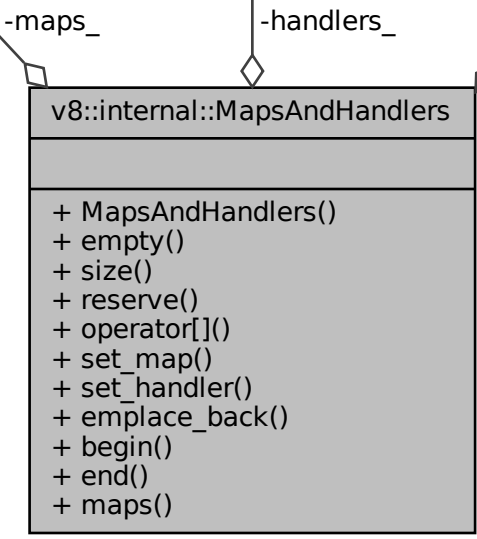 -maps_
-handlers_
v8::internal::MapsAndHandlers
+ MapsAndHandlers()
+ empty()
+ size()
+ reserve()
+ operator[]()
+ set_map()
+ set_handler()
+ emplace_back()
+ begin()
+ end()
+ maps()